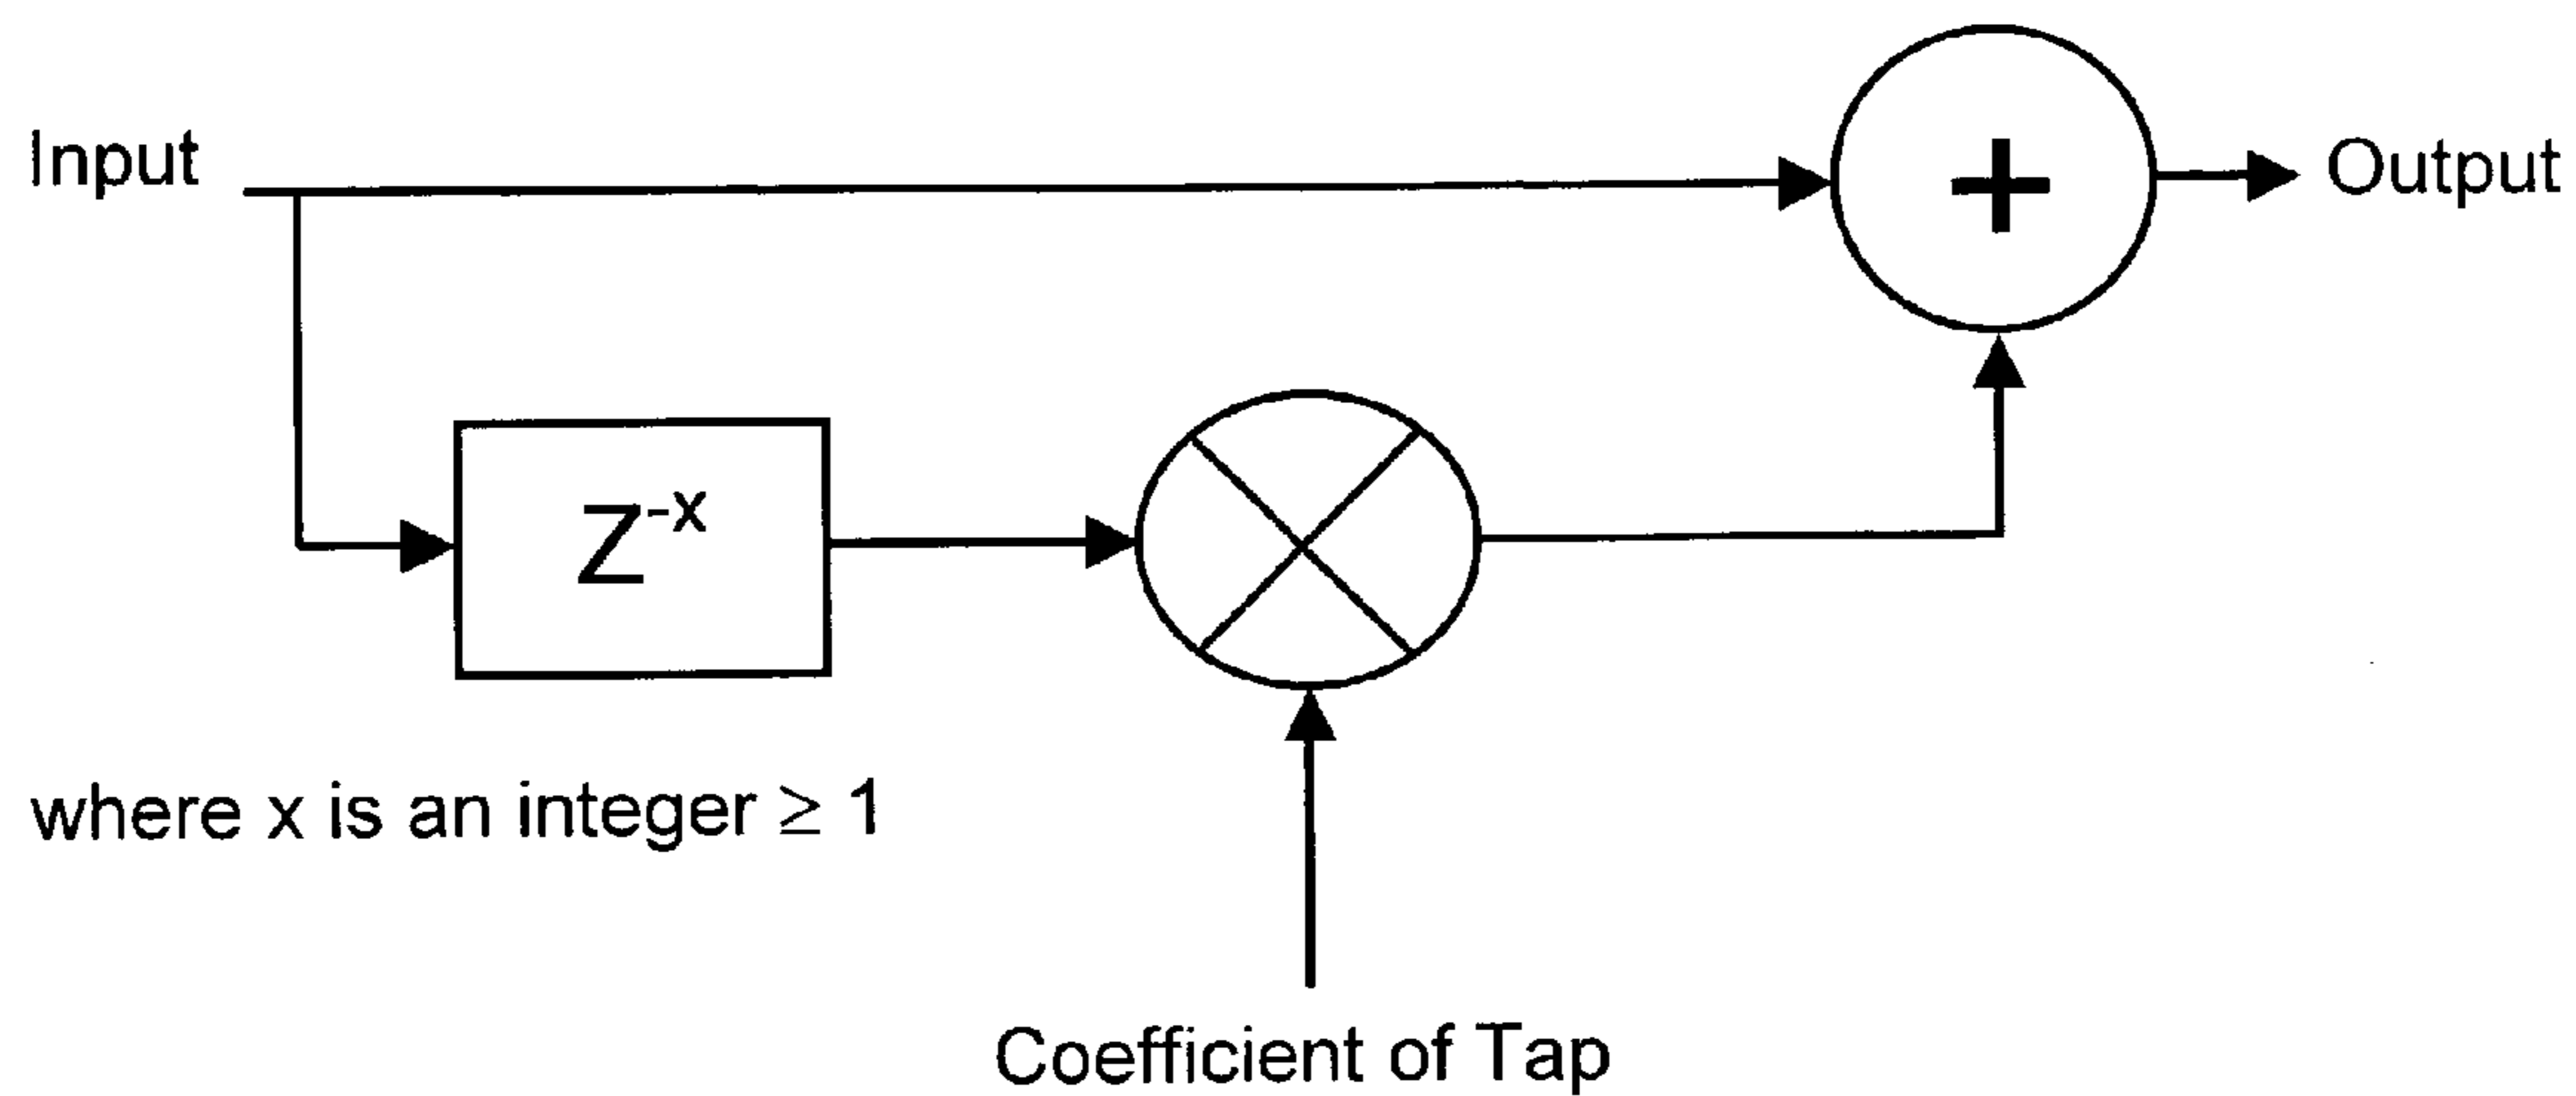 Input
+
Output
Z⁻ˣ
where x is an integer ≥ 1
Coefficient of Tap